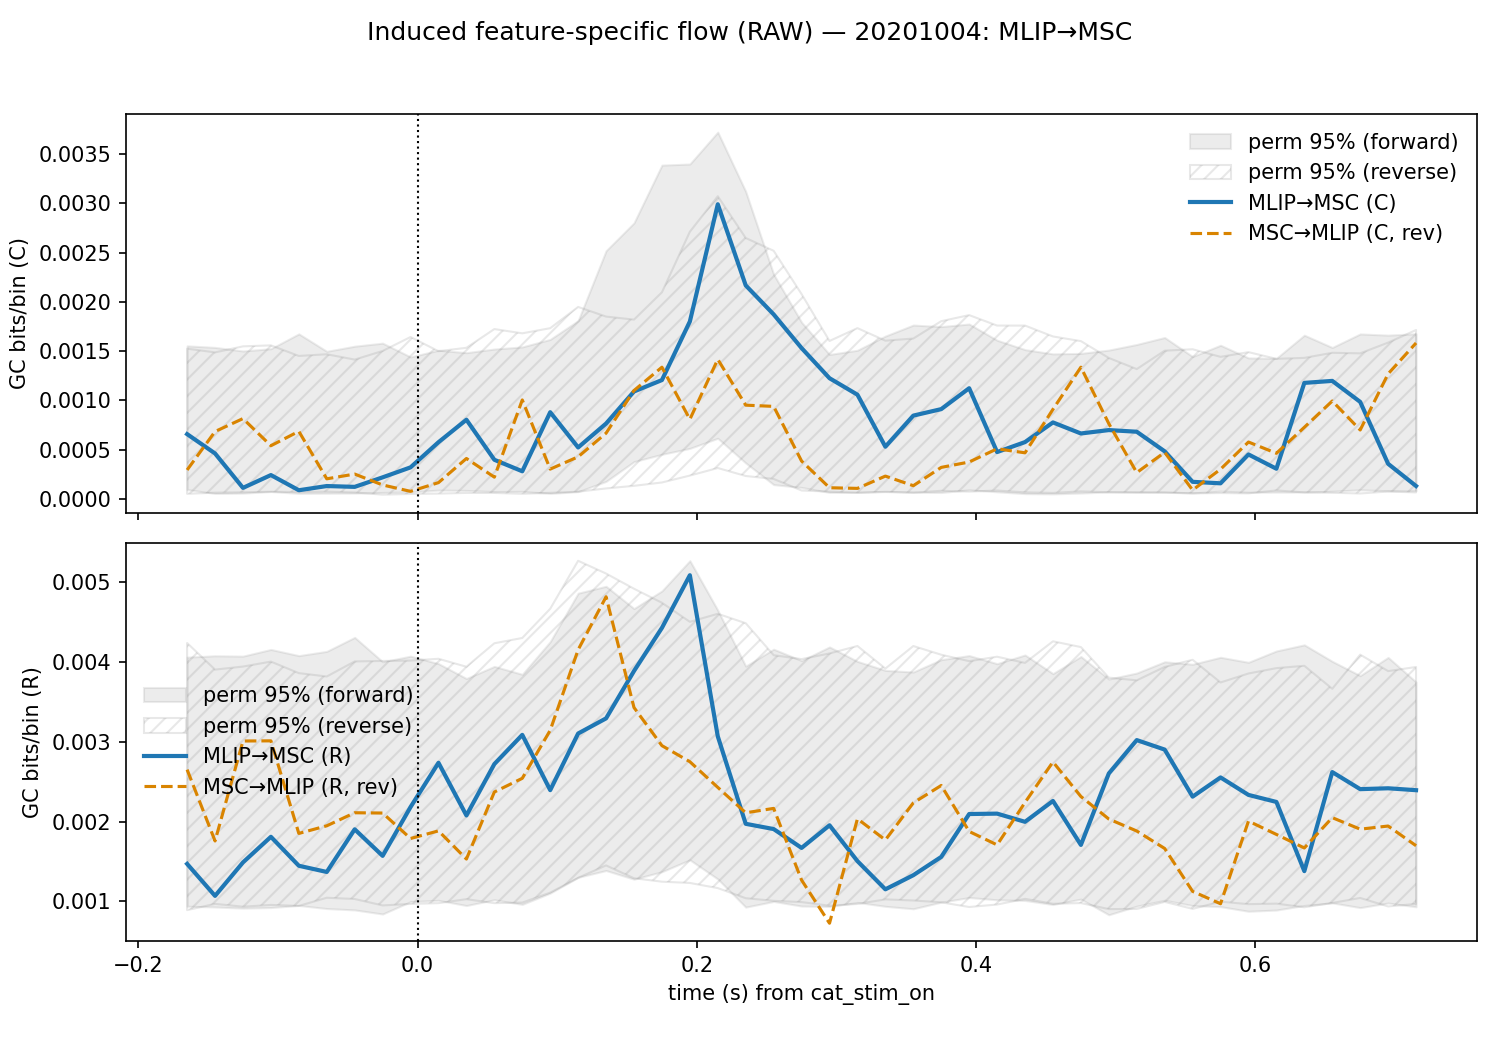 Induced feature-specific flow (RAW) — 20201004: MLIP→MSC
GC bits/bin (C)
0.0035
0.0030
0.0025
0.0020
0.0015
0.0010
0.0005
0.0000
perm 95% (forward)
perm 95% (reverse)
MLIP→MSC (C)
MSC→MLIP (C, rev)
GC bits/bin (R)
0.005
0.004
0.003
0.002
0.001
perm 95% (forward)
perm 95% (reverse)
MLIP→MSC (R)
MSC→MLIP (R, rev)
−0.2 0.0 0.2 0.4 0.6
time (s) from cat_stim_on